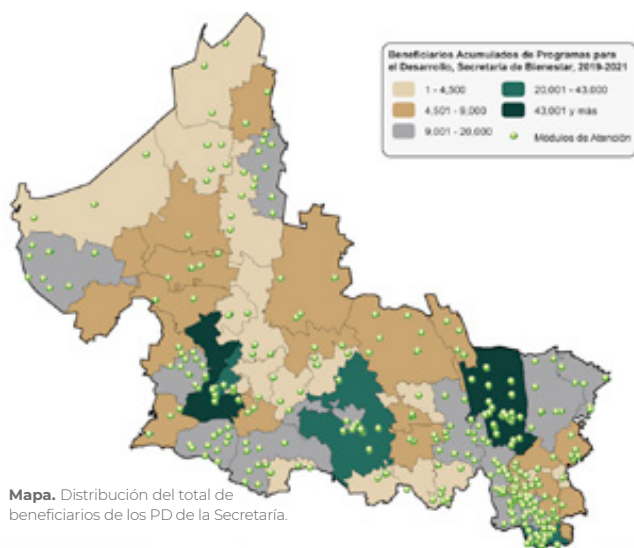 Beneficiarios Acumulados de Programas para
el Desarrollo, Secretaría de Bienestar, 2019-2021
1 - 4,500
4,501 - 9,000
9,001 - 20,000
20,001 - 43,000
43,001 y más
Módulos de Atención
Mapa. Distribución del total de
beneficiarios de los PD de la Secretaría.